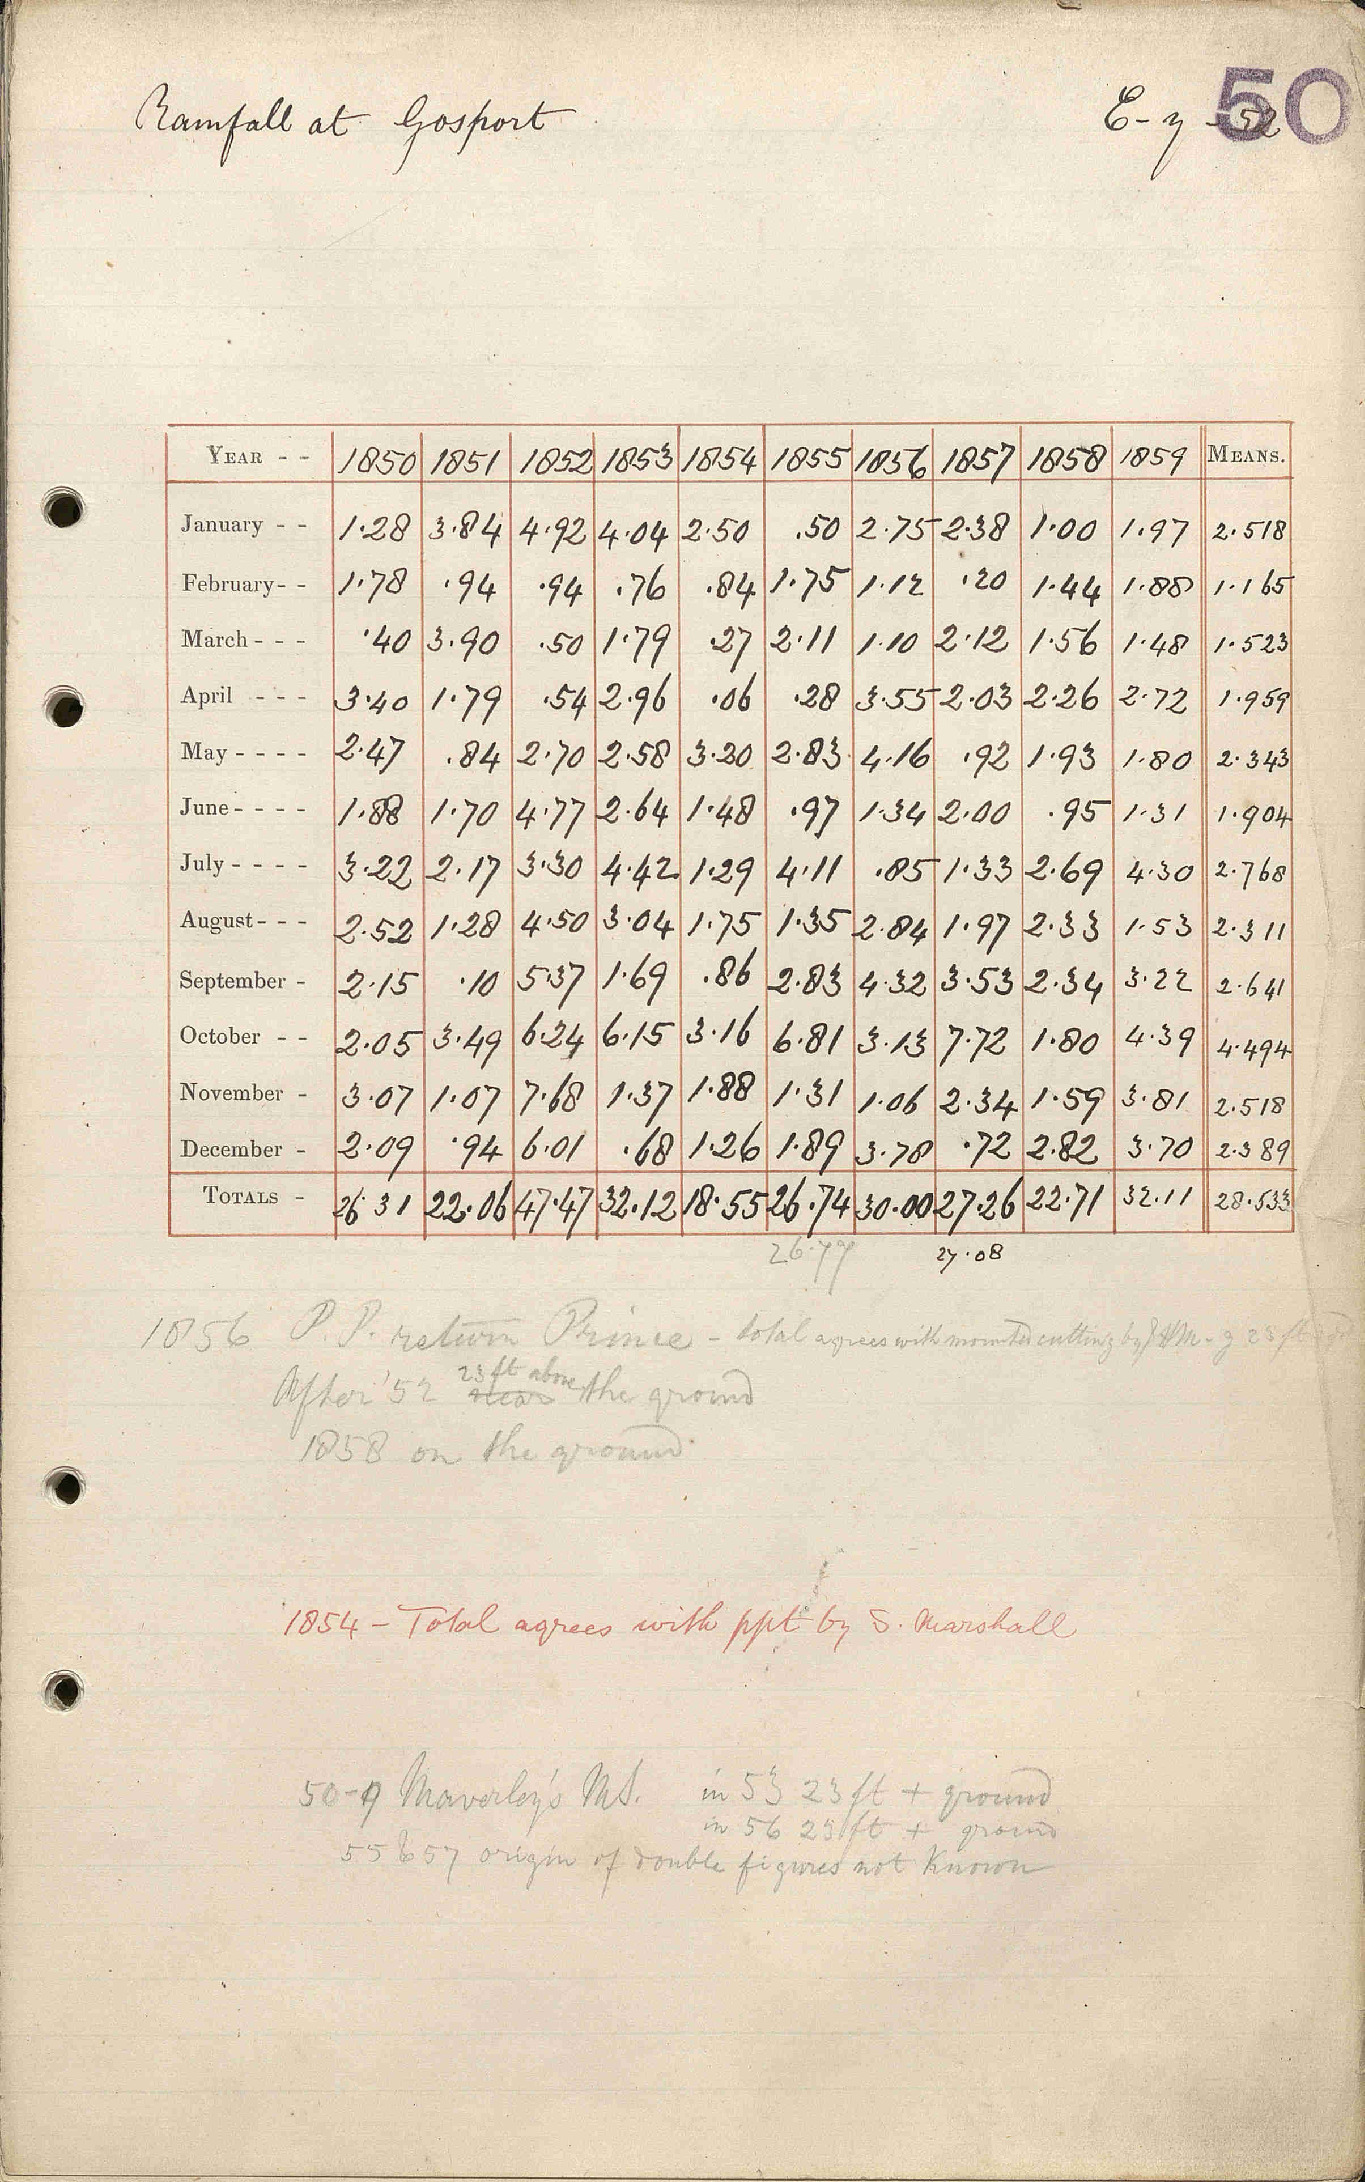 Rainfall at Gosport E-y-52 50
YEAR - - 1850 1851 1852 1853 1854 1855 1856 1857 1858 1859 MEANS.
January - - 1.28 3.84 4.92 4.04 2.50 .50 2.75 2.38 1.00 1.97 2.518
February - - 1.78 .94 .94 .76 .84 1.75 1.12 .20 1.44 1.88 1.165
March - - - .40 3.90 .50 1.79 .27 2.11 1.10 2.12 1.56 1.48 1.523
April - - - 3.40 1.79 .54 2.96 .06 .28 3.55 2.03 2.26 2.72 1.959
May - - - - 2.47 .84 2.70 2.58 3.20 2.83 4.16 .92 1.93 1.80 2.343
June - - - - 1.88 1.70 4.77 2.64 1.48 .97 1.34 2.00 .95 1.31 1.904
July - - - - 3.22 2.17 3.30 4.42 1.29 4.11 .85 1.33 2.69 4.30 2.768
August - - - 2.52 1.28 4.50 3.04 1.75 1.35 2.84 1.97 2.33 1.53 2.311
September - 2.15 .10 5.37 1.69 .86 2.83 4.32 3.53 2.34 3.22 2.641
October - - 2.05 3.49 6.24 6.15 3.16 6.81 3.13 7.72 1.80 4.39 4.494
November - 3.07 1.07 7.68 1.37 1.88 1.31 1.06 2.34 1.59 3.81 2.518
December - 2.09 .94 6.01 .68 1.26 1.89 3.78 .72 2.82 3.70 2.389
TOTALS - 26.31 22.06 47.47 32.12 18.55 26.74 30.00 27.26 22.71 32.11 28.533
26.79 27.08
1856 P.P. return Prince - total agrees with mounted cutting by - g 23 ft
After '52 23 ft above the ground
1858 on the ground
1854 - Total agrees with ppt by S. Marshall
50-9 MS. in 53 23 ft + ground
in 56 23 ft + ground
55 & 57 origin of double figures not known